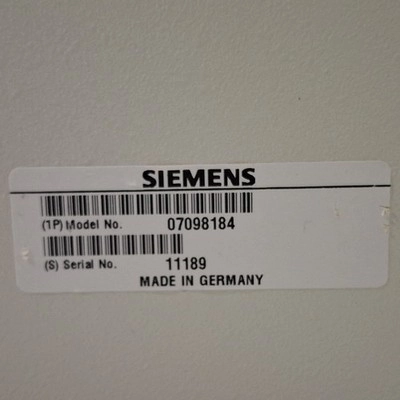 SIEMENS
(1P) Model No. 07098184
(S) Serial No. 11189
MADE IN GERMANY